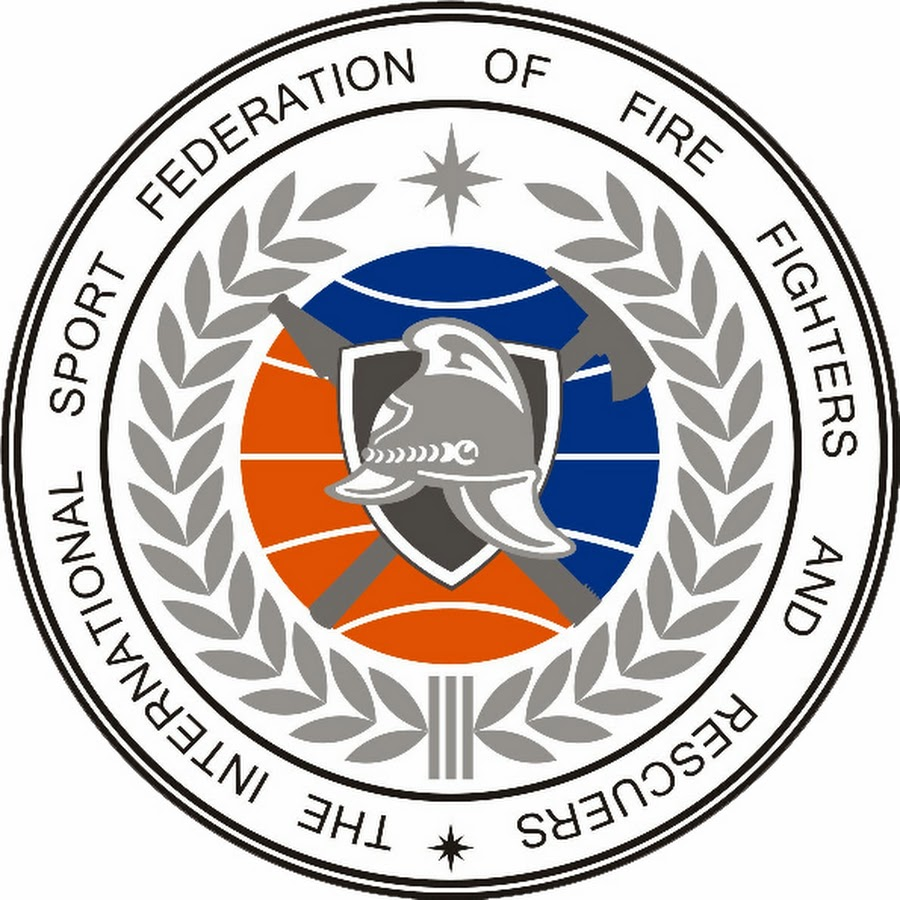 THE INTERNATIONAL SPORT FEDERATION OF FIRE FIGHTERS AND RESCUERS